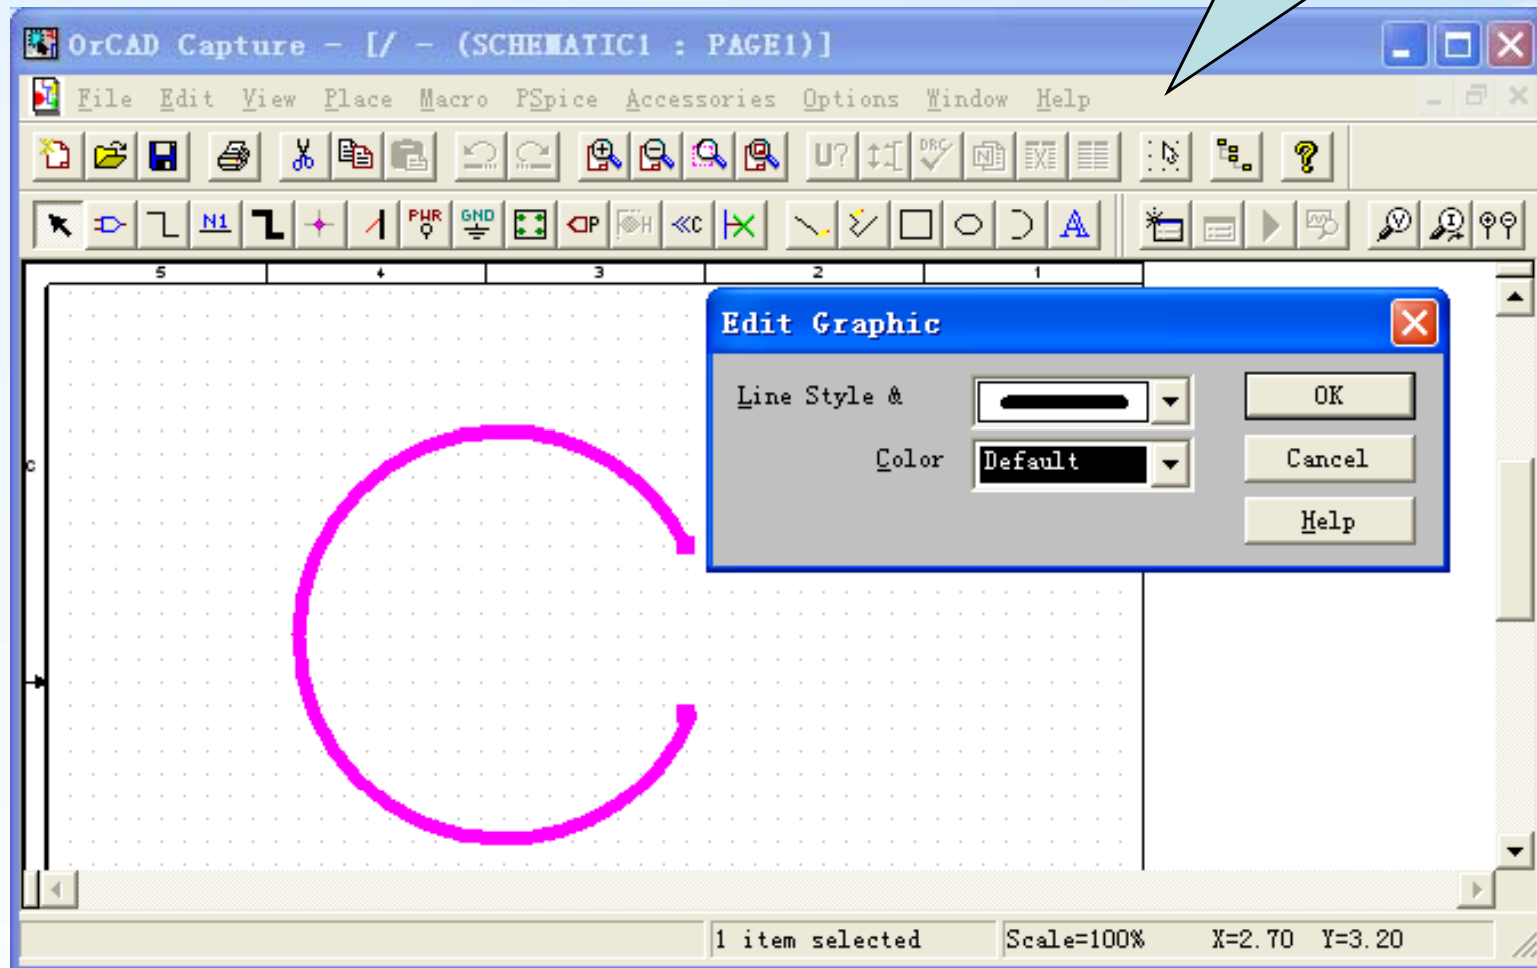 OrCAD Capture - [/ - (SCHEMATIC1 : PAGE1)]
File Edit View Place Macro PSpice Accessories Options Window Help
U? DRC
N1 PWR GND P H C A V I
5 4 3 2 1
Edit Graphic
Line Style &
OK
Color Default
Cancel
Help
C
1 item selected Scale=100% X=2.70 Y=3.20